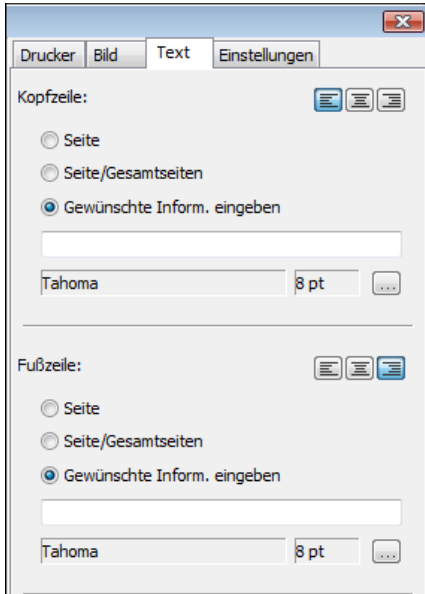 Drucker Bild Text Einstellungen
Kopfzeile:
Seite
Seite/Gesamtseiten
Gewünschte Inform. eingeben
Tahoma 8 pt ...
Fußzeile:
Seite
Seite/Gesamtseiten
Gewünschte Inform. eingeben
Tahoma 8 pt ...